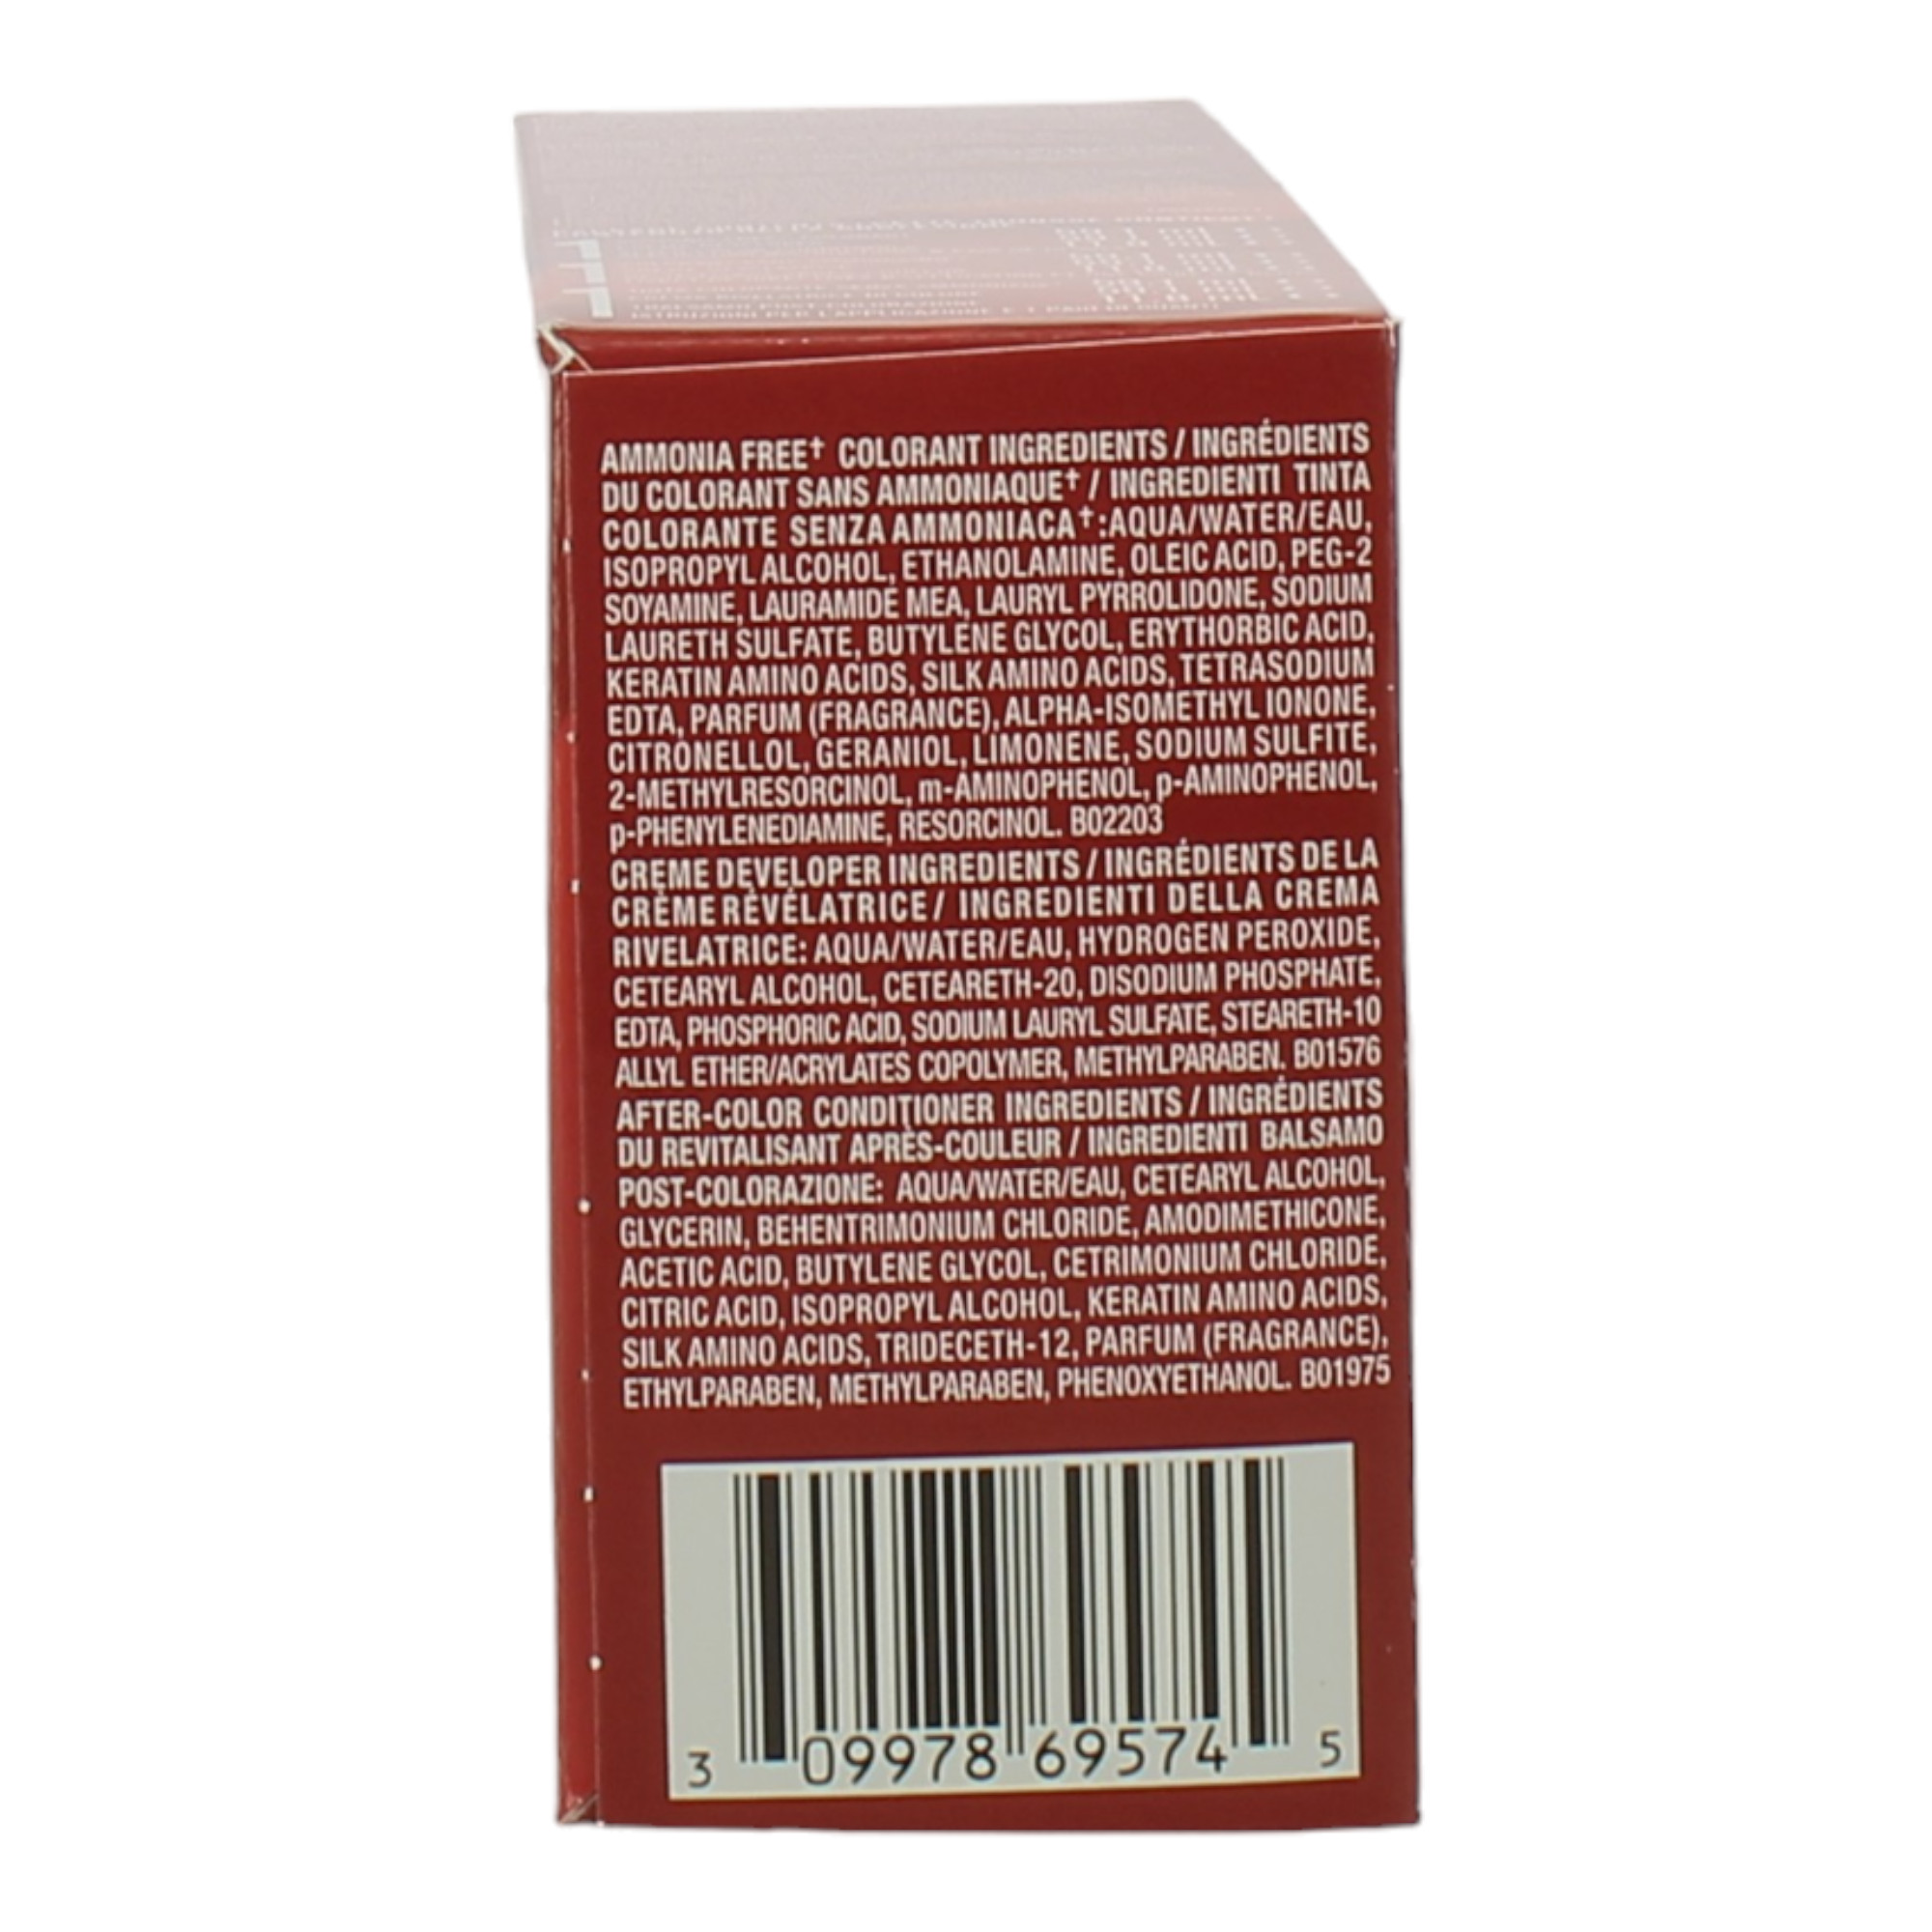 AMMONIA FREE† COLORANT INGREDIENTS / INGRÉDIENTS
DU COLORANT SANS AMMONIAQUE† / INGREDIENTI TINTA
COLORANTE SENZA AMMONIACA†:AQUA/WATER/EAU,
ISOPROPYL ALCOHOL, ETHANOLAMINE, OLEIC ACID, PEG-2
SOYAMINE, LAURAMIDE MEA, LAURYL PYRROLIDONE, SODIUM
LAURETH SULFATE, BUTYLENE GLYCOL, ERYTHORBIC ACID,
KERATIN AMINO ACIDS, SILK AMINO ACIDS, TETRASODIUM
EDTA, PARFUM (FRAGRANCE), ALPHA-ISOMETHYL IONONE,
CITRONELLOL, GERANIOL, LIMONENE, SODIUM SULFITE,
2-METHYLRESORCINOL, m-AMINOPHENOL, p-AMINOPHENOL,
p-PHENYLENEDIAMINE, RESORCINOL. B02203
CREME DEVELOPER INGREDIENTS / INGRÉDIENTS DE LA
CRÈME RÉVÉLATRICE / INGREDIENTI DELLA CREMA
RIVELATRICE: AQUA/WATER/EAU, HYDROGEN PEROXIDE,
CETEARYL ALCOHOL, CETEARETH-20, DISODIUM PHOSPHATE,
EDTA, PHOSPHORIC ACID, SODIUM LAURYL SULFATE, STEARETH-10
ALLYL ETHER/ACRYLATES COPOLYMER, METHYLPARABEN. B01576
AFTER-COLOR CONDITIONER INGREDIENTS / INGRÉDIENTS
DU REVITALISANT APRÈS-COULEUR / INGREDIENTI BALSAMO
POST-COLORAZIONE: AQUA/WATER/EAU, CETEARYL ALCOHOL,
GLYCERIN, BEHENTRIMONIUM CHLORIDE, AMODIMETHICONE,
ACETIC ACID, BUTYLENE GLYCOL, CETRIMONIUM CHLORIDE,
CITRIC ACID, ISOPROPYL ALCOHOL, KERATIN AMINO ACIDS,
SILK AMINO ACIDS, TRIDECETH-12, PARFUM (FRAGRANCE),
ETHYLPARABEN, METHYLPARABEN, PHENOXYETHANOL. B01975
3 09978 69574 5